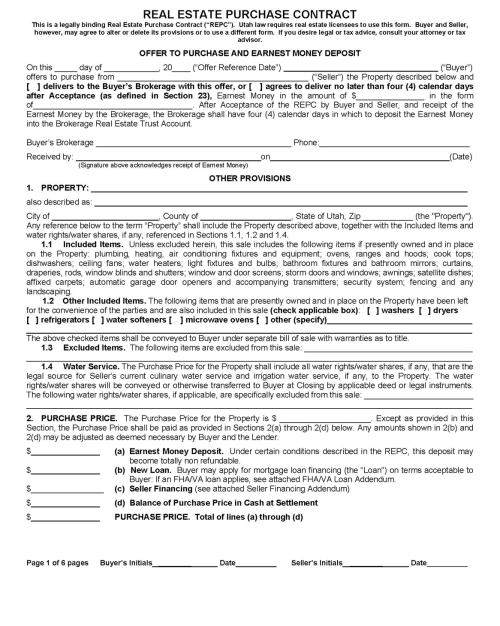 REAL ESTATE PURCHASE CONTRACT
This is a legally binding Real Estate Purchase Contract ("REPC"). Utah law requires real estate licensees to use this form. Buyer and Seller,
however, may agree to alter or delete its provisions or to use a different form. If you desire legal or tax advice, consult your attorney or tax
advisor.
OFFER TO PURCHASE AND EARNEST MONEY DEPOSIT
On this ______ day of ____________, 20____ ("Offer Reference Date") __________________________________ ("Buyer")
offers to purchase from __________________________________________ ("Seller") the Property described below and
[ ] delivers to the Buyer's Brokerage with this offer, or [ ] agrees to deliver no later than four (4) calendar days
after Acceptance (as defined in Section 23), Earnest Money in the amount of $_______________ in the form
of___________________________________. After Acceptance of the REPC by Buyer and Seller, and receipt of the
Earnest Money by the Brokerage, the Brokerage shall have four (4) calendar days in which to deposit the Earnest Money
into the Brokerage Real Estate Trust Account.
Buyer's Brokerage ___________________________________________ Phone:_________________________________
Received by: _________________________________________on________________________________________(Date)
(Signature above acknowledges receipt of Earnest Money)
OTHER PROVISIONS
1. PROPERTY: ___________________________________________________________________________________
also described as: __________________________________________________________________________________
City of ________________________, County of ____________________, State of Utah, Zip ___________ (the "Property").
Any reference below to the term "Property" shall include the Property described above, together with the Included Items and
water rights/water shares, if any, referenced in Sections 1.1, 1.2 and 1.4.
1.1 Included Items. Unless excluded herein, this sale includes the following items if presently owned and in place
on the Property: plumbing, heating, air conditioning fixtures and equipment; ovens, ranges and hoods; cook tops;
dishwashers; ceiling fans; water heaters; light fixtures and bulbs; bathroom fixtures and bathroom mirrors; curtains,
draperies, rods, window blinds and shutters; window and door screens; storm doors and windows; awnings; satellite dishes;
affixed carpets; automatic garage door openers and accompanying transmitters; security system; fencing and any
landscaping.
1.2 Other Included Items. The following items that are presently owned and in place on the Property have been left
for the convenience of the parties and are also included in this sale (check applicable box): [ ] washers [ ] dryers
[ ] refrigerators [ ] water softeners [ ] microwave ovens [ ] other (specify)________________________________
The above checked items shall be conveyed to Buyer under separate bill of sale with warranties as to title.
1.3 Excluded Items. The following items are excluded from this sale: _____________________________________
1.4 Water Service. The Purchase Price for the Property shall include all water rights/water shares, if any, that are the
legal source for Seller's current culinary water service and irrigation water service, if any, to the Property. The water
rights/water shares will be conveyed or otherwise transferred to Buyer at Closing by applicable deed or legal instruments.
The following water rights/water shares, if applicable, are specifically excluded from this sale: ________________________
2. PURCHASE PRICE. The Purchase Price for the Property is $ ____________________. Except as provided in this
Section, the Purchase Price shall be paid as provided in Sections 2(a) through 2(d) below. Any amounts shown in 2(b) and
2(d) may be adjusted as deemed necessary by Buyer and the Lender.
$_______________ (a) Earnest Money Deposit. Under certain conditions described in the REPC, this deposit may
become totally non refundable.
$_______________ (b) New Loan. Buyer may apply for mortgage loan financing (the "Loan") on terms acceptable to
Buyer: If an FHA/VA loan applies, see attached FHA/VA Loan Addendum.
$_______________ (c) Seller Financing (see attached Seller Financing Addendum)
$_______________ (d) Balance of Purchase Price in Cash at Settlement
$_______________ PURCHASE PRICE. Total of lines (a) through (d)
Page 1 of 6 pages Buyer's Initials_______________ Date__________ Seller's Initials_________________ Date__________